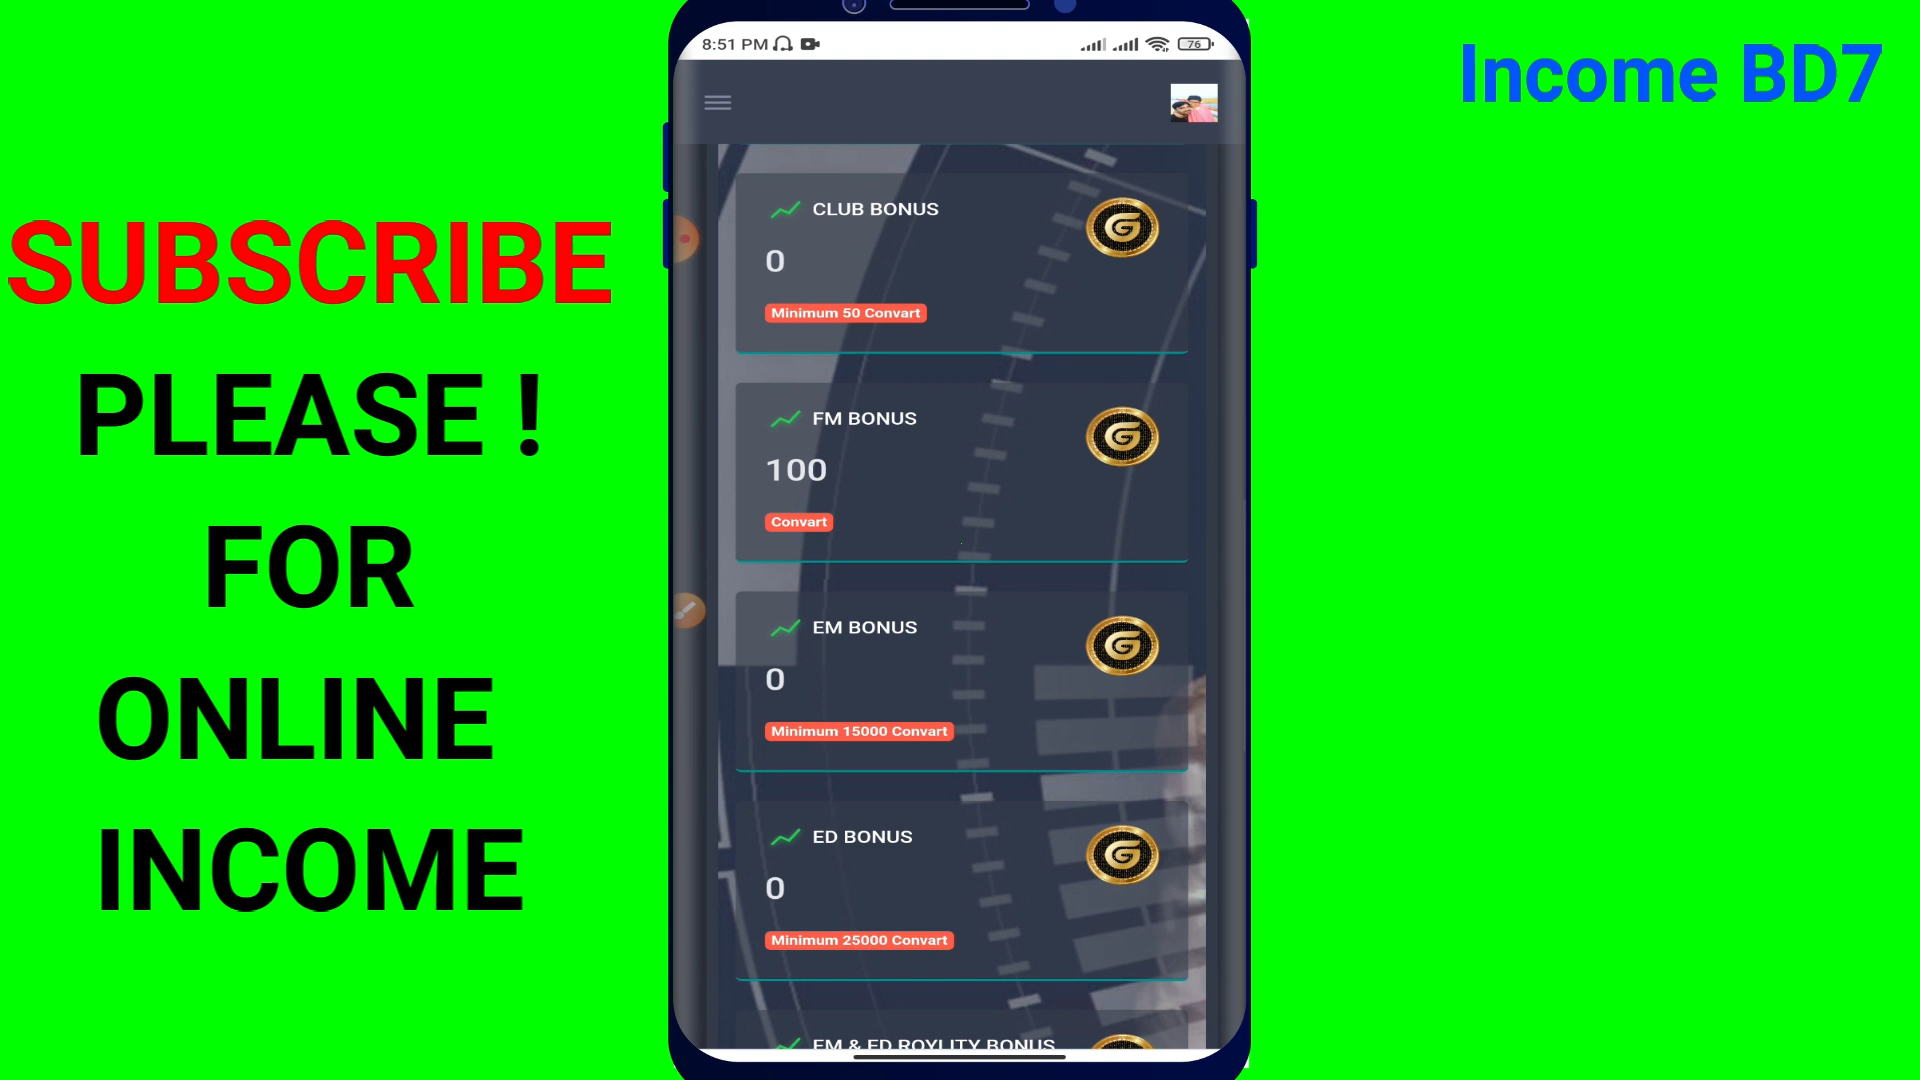 8:51 PM
76
Income BD7
SUBSCRIBE
PLEASE !
FOR
ONLINE
INCOME
CLUB BONUS
0
Minimum 50 Convart
FM BONUS
100
Convart
EM BONUS
0
Minimum 15000 Convart
ED BONUS
0
Minimum 25000 Convart
EM & ED ROYLITY BONUS